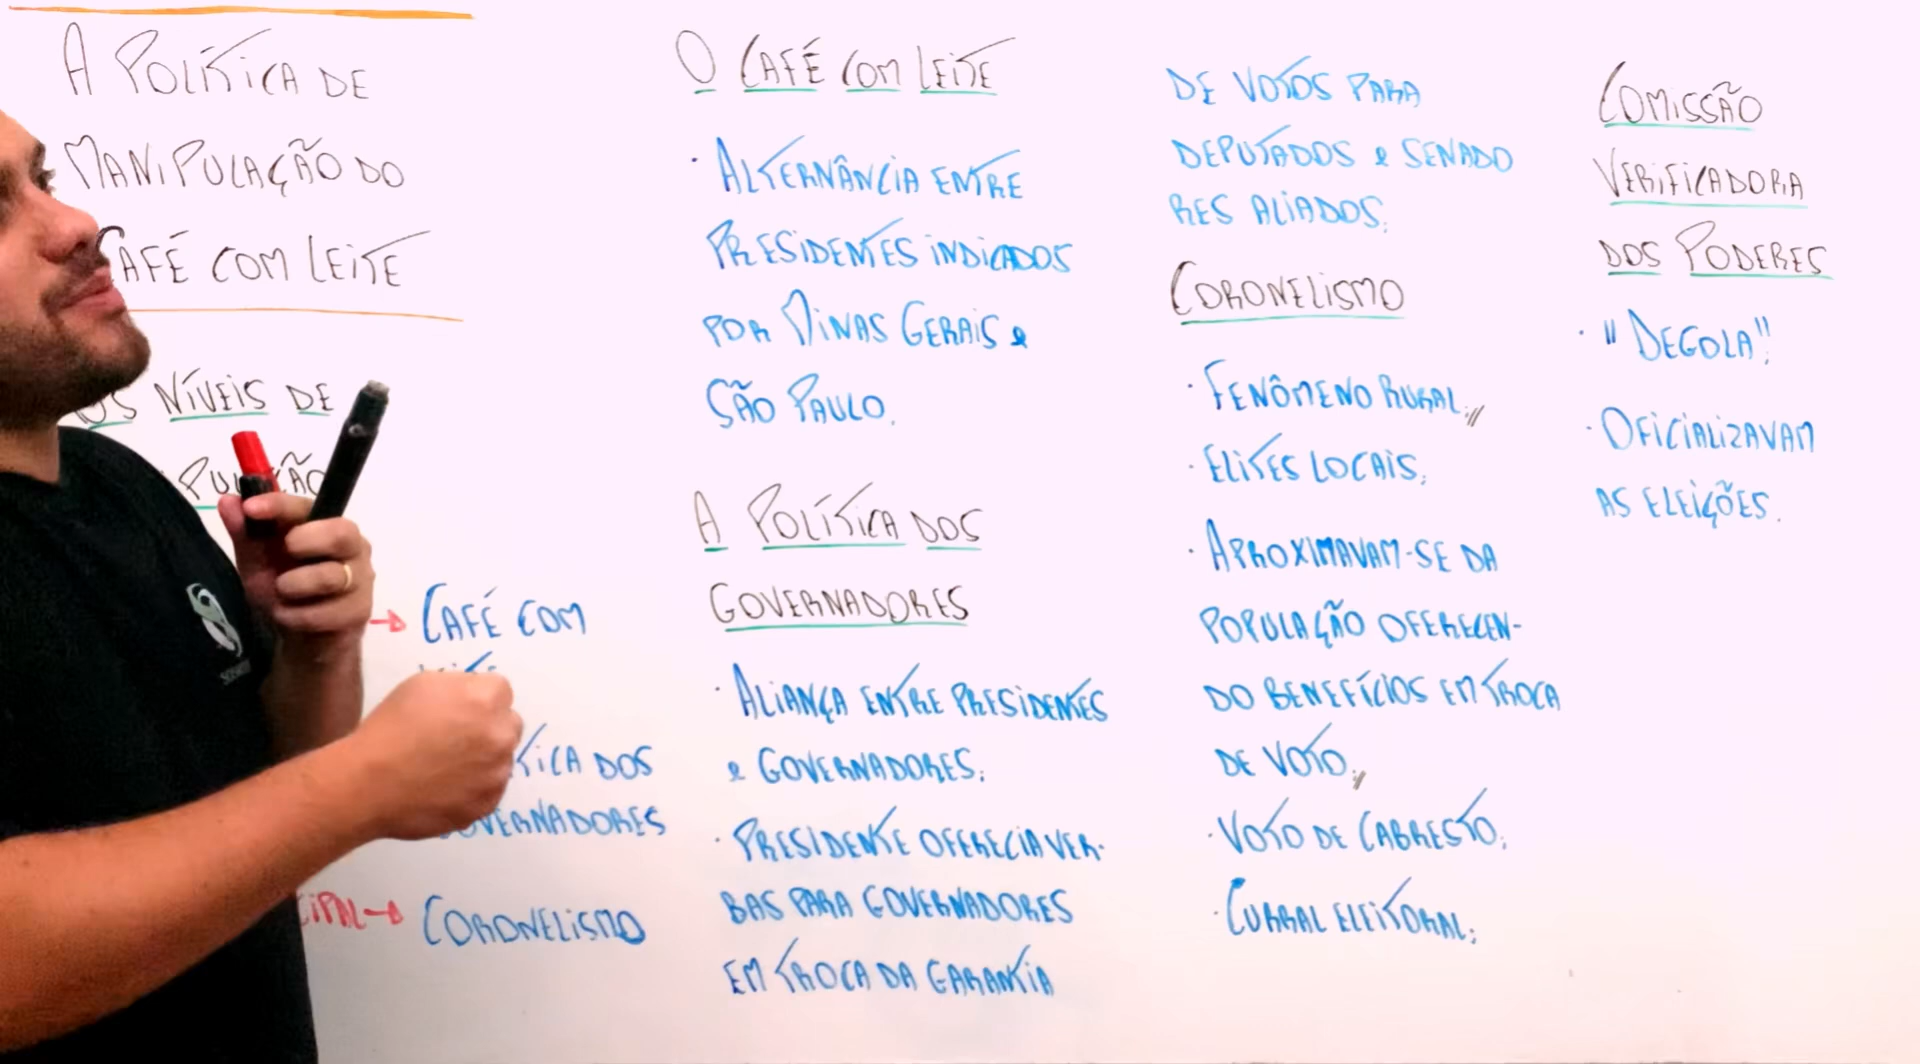 A POLÍTICA DE
MANIPULAÇÃO DO
CAFÉ COM LEITE
OS NÍVEIS DE
CAFÉ COM
DOS
GOVERNADORES
CORONELISMO
O CAFÉ COM LEITE
· ALTERNÂNCIA ENTRE
PRESIDENTES INDICADOS
POR MINAS GERAIS e
SÃO PAULO.
A POLÍTICA DOS
GOVERNADORES
· ALIANÇA ENTRE PRESIDENTES
e GOVERNADORES;
· PRESIDENTE OFERECIA VER-
BAS PARA GOVERNADORES
EM TROCA DA GARANTIA
DE VOTOS PARA
DEPUTADOS e SENADO
RES ALIADOS;
CORONELISMO
· FENÔMENO RURAL;
· ELITES LOCAIS;
· APROXIMAVAM-SE DA
POPULAÇÃO OFERECEN-
DO BENEFÍCIOS EM TROCA
DE VOTO;
· VOTO DE CABRESTO;
· CURRAL ELEITORAL;
COMISSÃO
VERIFICADORA
DOS PODERES
· "DEGOLA";
· OFICIALIZAVAM
AS ELEIÇÕES.